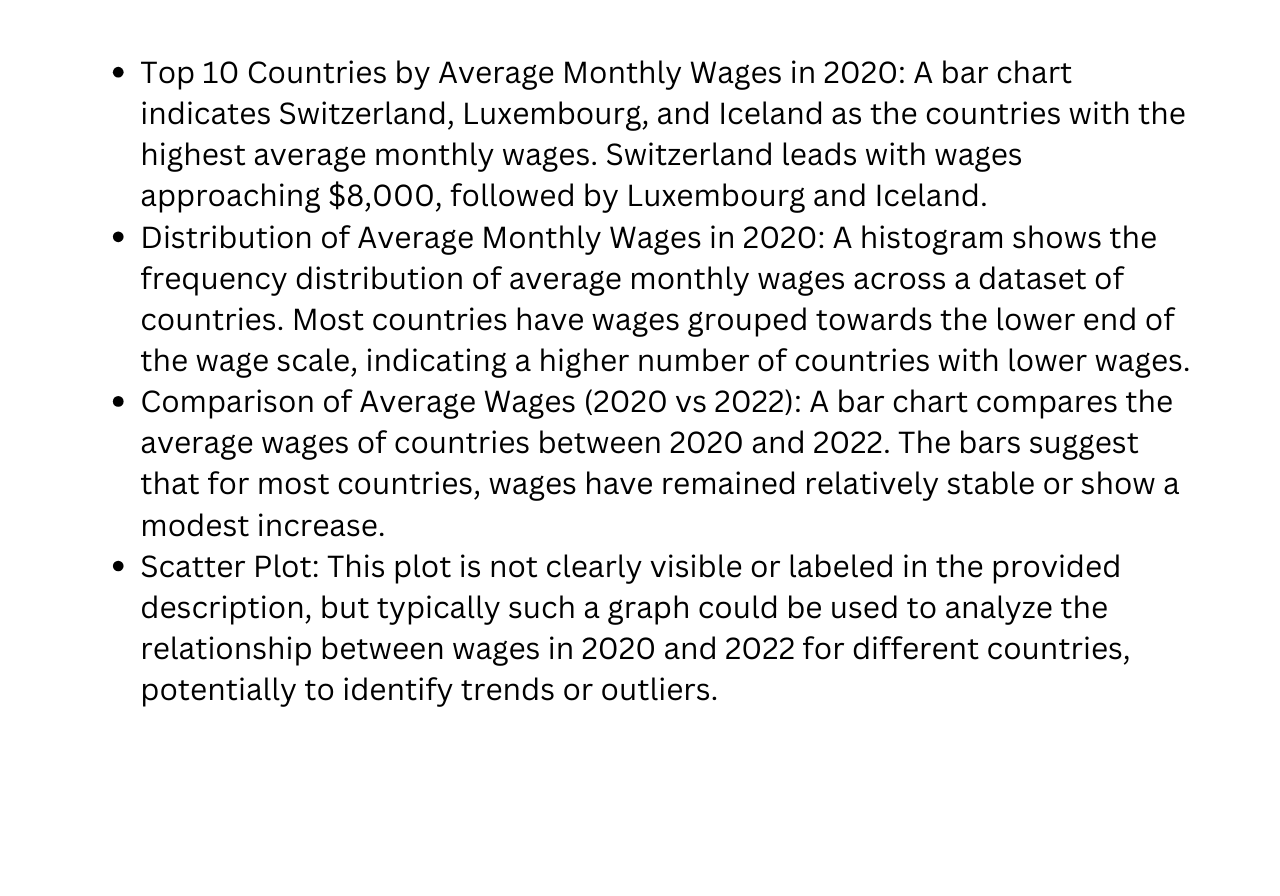 • Top 10 Countries by Average Monthly Wages in 2020: A bar chart
indicates Switzerland, Luxembourg, and Iceland as the countries with the
highest average monthly wages. Switzerland leads with wages
approaching $8,000, followed by Luxembourg and Iceland.
• Distribution of Average Monthly Wages in 2020: A histogram shows the
frequency distribution of average monthly wages across a dataset of
countries. Most countries have wages grouped towards the lower end of
the wage scale, indicating a higher number of countries with lower wages.
• Comparison of Average Wages (2020 vs 2022): A bar chart compares the
average wages of countries between 2020 and 2022. The bars suggest
that for most countries, wages have remained relatively stable or show a
modest increase.
• Scatter Plot: This plot is not clearly visible or labeled in the provided
description, but typically such a graph could be used to analyze the
relationship between wages in 2020 and 2022 for different countries,
potentially to identify trends or outliers.